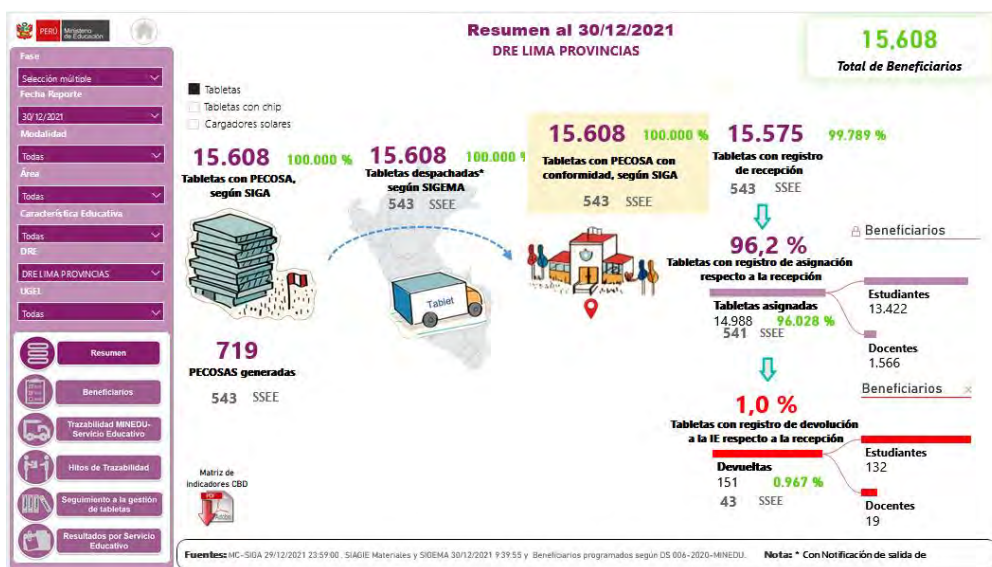 PERÚ Ministerio de Educación
Resumen al 30/12/2021
DRE LIMA PROVINCIAS
15,608
Total de Beneficiarios
Fase
Selección múltiple
Fecha Reporte
30/12/2021
Modalidad
Todas
Área
Todas
Característica Educativa
Todas
DRE
DRE LIMA PROVINCIAS
UGEL
Todas
Resumen
Beneficiarios
Trazabilidad MINEDU-
Servicio Educativo
Hitos de Trazabilidad
Seguimiento a la gestión
de tabletas
Resultados por Servicio
Educativo
Tabletas
Tabletas con chip
Cargadores solares
15.608 100.000 %
Tabletas con PECOSA,
según SIGA
719
PECOSAS generadas
543 SSEE
Matriz de
indicadores CBD
PDF
Adobe
15.608 100.000 %
Tabletas despachadas*
según SIGEMA
543 SSEE
Tablet
15.608 100.000 %
Tabletas con PECOSA con
conformidad, según SIGA
543 SSEE
15.575 99.789 %
Tabletas con registro
de recepción
543 SSEE
96,2 %
Tabletas con registro de asignación
respecto a la recepción
Tabletas asignadas
14.988 96.028 %
541 SSEE
Beneficiarios
Estudiantes
13.422
Docentes
1.566
1,0 %
Tabletas con registro de devolución
a la IE respecto a la recepción
Devueltas
151 0.967 %
43 SSEE
Beneficiarios
Estudiantes
132
Docentes
19
Fuentes: MC-SIGA 29/12/2021 23:59:00 . SIAGIE Materiales y SIGEMA 30/12/2021 9:39:55 y Beneficiarios programados según DS 006-2020-MINEDU. Nota: * Con Notificación de salida de